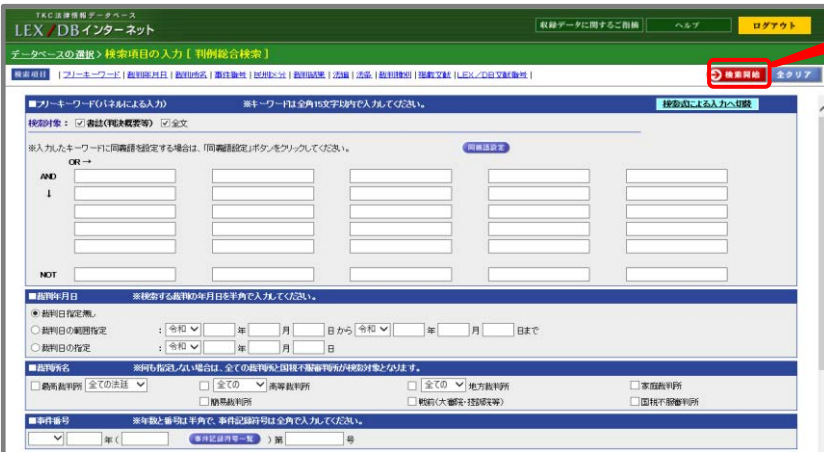 TKC法律情報データベース
LEX/DBインターネット
収録データに関するご指摘 ヘルプ ログアウト
データベースの選択>検索項目の入力 [ 判例総合検索 ]
検索項目 | フリーキーワード | 裁判年月日 | 裁判所名 | 事件番号 | 民刑区分 | 裁判結果 | 法編 | 法条 | 裁判種別 | 掲載文献 | LEX/DB文献番号 |
検索開始 全クリア
■フリーキーワード(パネルによる入力) ※キーワードは全角15文字以内で入力してください。 検索式による入力へ切替
検索対象: 書誌(判決概要等) 全文
※入力したキーワードに同義語を設定する場合は、「同義語設定」ボタンをクリックしてください。 同義語設定
OR→
AND
↓
NOT
■裁判年月日 ※検索する裁判の年月日を半角で入力してください。
裁判日指定無し
裁判日の範囲指定 : 令和 年 月 日から 令和 年 月 日まで
裁判日の指定 : 令和 年 月 日
■裁判所名 ※何も指定しない場合は、全ての裁判所と国税不服審判所が検索対象となります。
最高裁判所 全ての法廷 全ての 高等裁判所 全ての 地方裁判所 家庭裁判所
簡易裁判所 戦前(大審院・控訴院等) 国税不服審判所
■事件番号 ※年数と番号は半角で、事件記録符号は全角で入力してください。
年( 事件記録符号一覧 )第 号